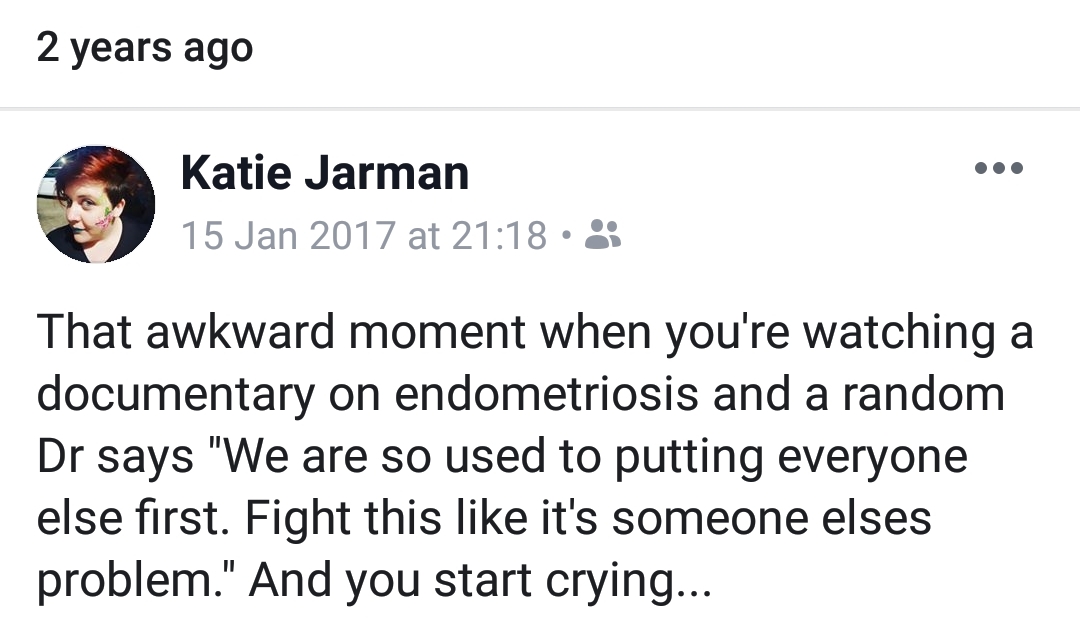 2 years ago
Katie Jarman
15 Jan 2017 at 21:18 •
That awkward moment when you're watching a
documentary on endometriosis and a random
Dr says "We are so used to putting everyone
else first. Fight this like it's someone elses
problem." And you start crying...